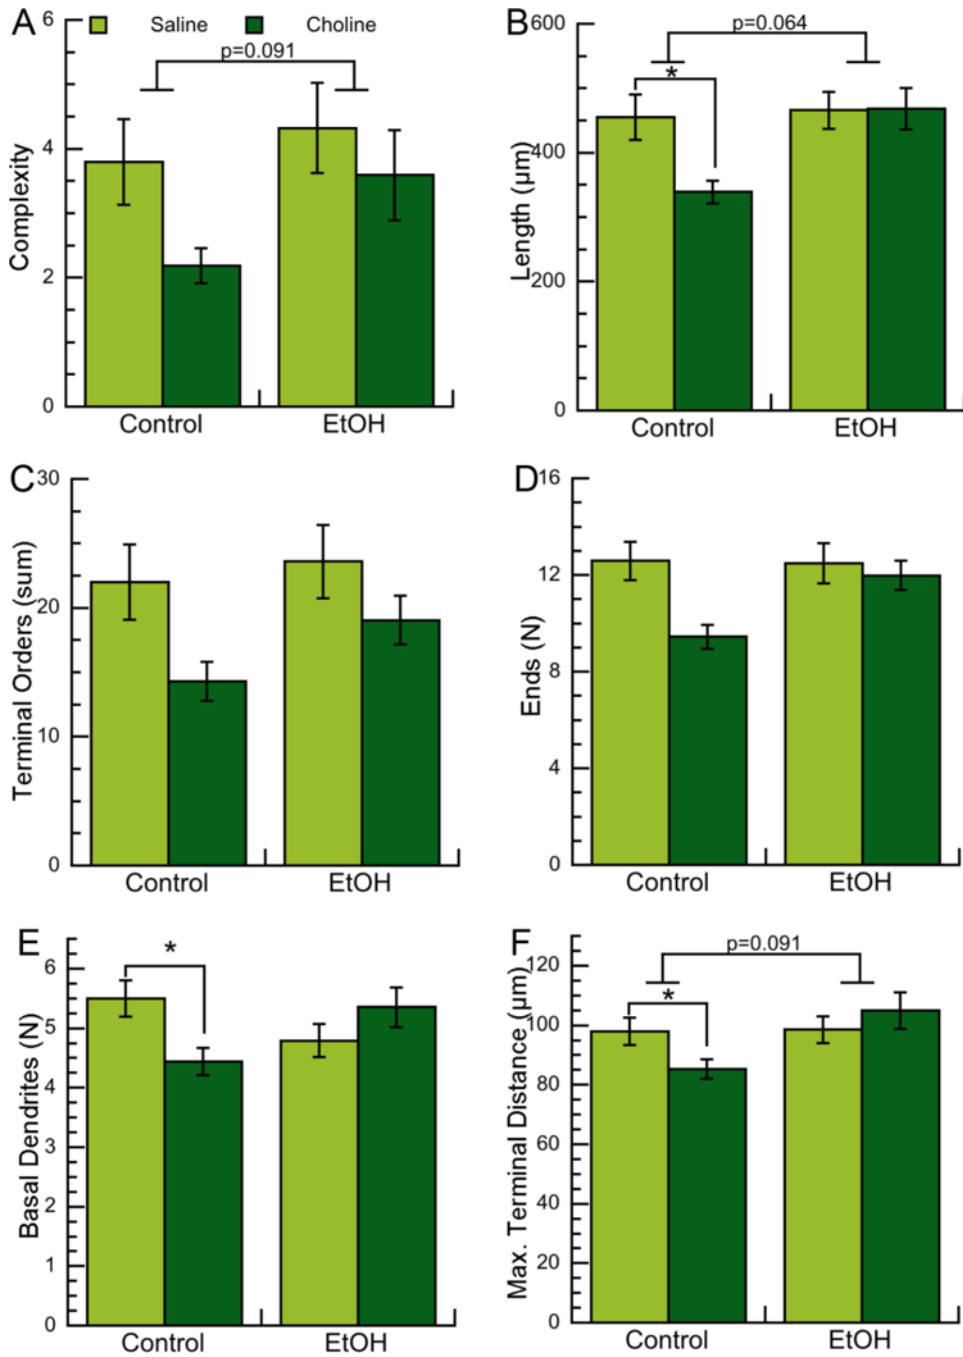 A
Saline
Choline
p=0.091
Complexity
6
4
2
0
Control
EtOH
B
p=0.064
*
Length (µm)
600
400
200
0
Control
EtOH
C
Terminal Orders (sum)
30
20
10
0
Control
EtOH
D
Ends (N)
16
12
8
4
0
Control
EtOH
E
*
Basal Dendrites (N)
6
5
4
3
2
1
0
Control
EtOH
F
p=0.091
*
Max. Terminal Distance (µm)
120
100
80
60
40
20
0
Control
EtOH